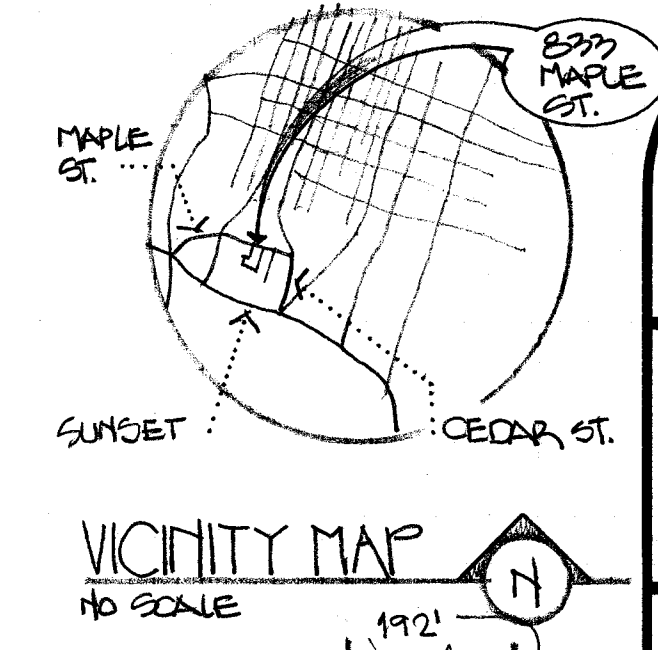 833
MAPLE
ST.
MAPLE
ST.
SUNSET
CEDAR ST.
VICINITY MAP
N
NO SCALE
192'